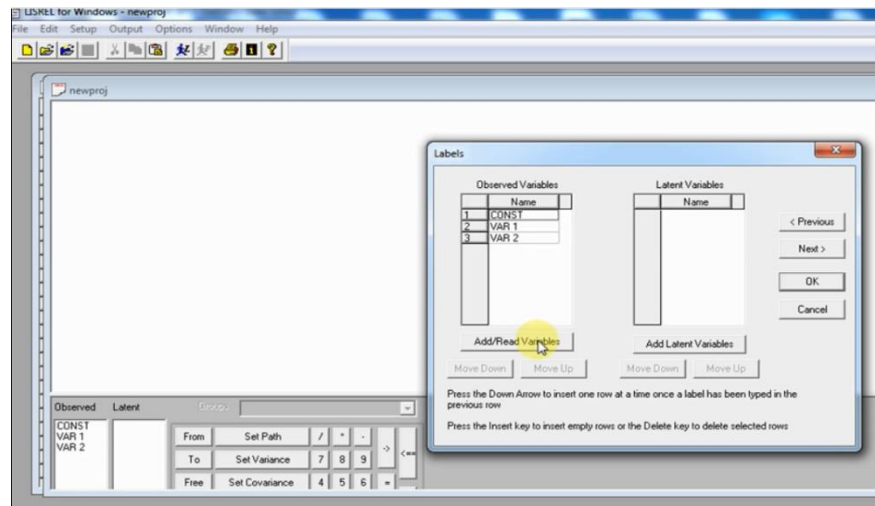 LISREL for Windows - newproj
File Edit Setup Output Options Window Help
newproj
Labels
Observed Variables
Latent Variables
Name
Name
1 CONST
2 VAR 1
3 VAR 2
< Previous
Next >
OK
Cancel
Add/Read Variables
Add Latent Variables
Move Down Move Up
Move Down Move Up
Press the Down Arrow to insert one row at a time once a label has been typed in the
previous row
Press the Insert key to insert empty rows or the Delete key to delete selected rows
Observed Latent Groups
CONST
VAR 1
VAR 2
From Set Path / * -
To Set Variance 7 8 9 -> <==
Free Set Covariance 4 5 6 =